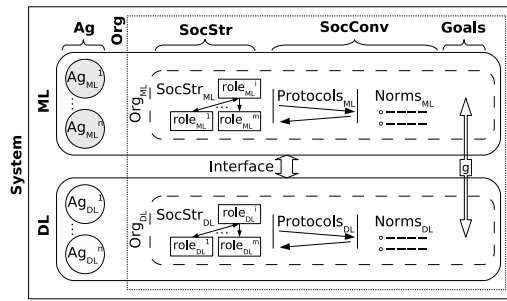 Ag Org SocStr SocConv Goals
System
ML
Ag_ML^1
⋮
Ag_ML^n
Org_ML
SocStr_ML
role_ML^i
...
role_ML^1 role_ML^m
Protocols_ML
Norms_ML
Interface
g
DL
Ag_DL^1
⋮
Ag_DL^n
Org_DL
SocStr_DL
role_DL^i
...
role_DL^1 role_DL^m
Protocols_DL
Norms_DL